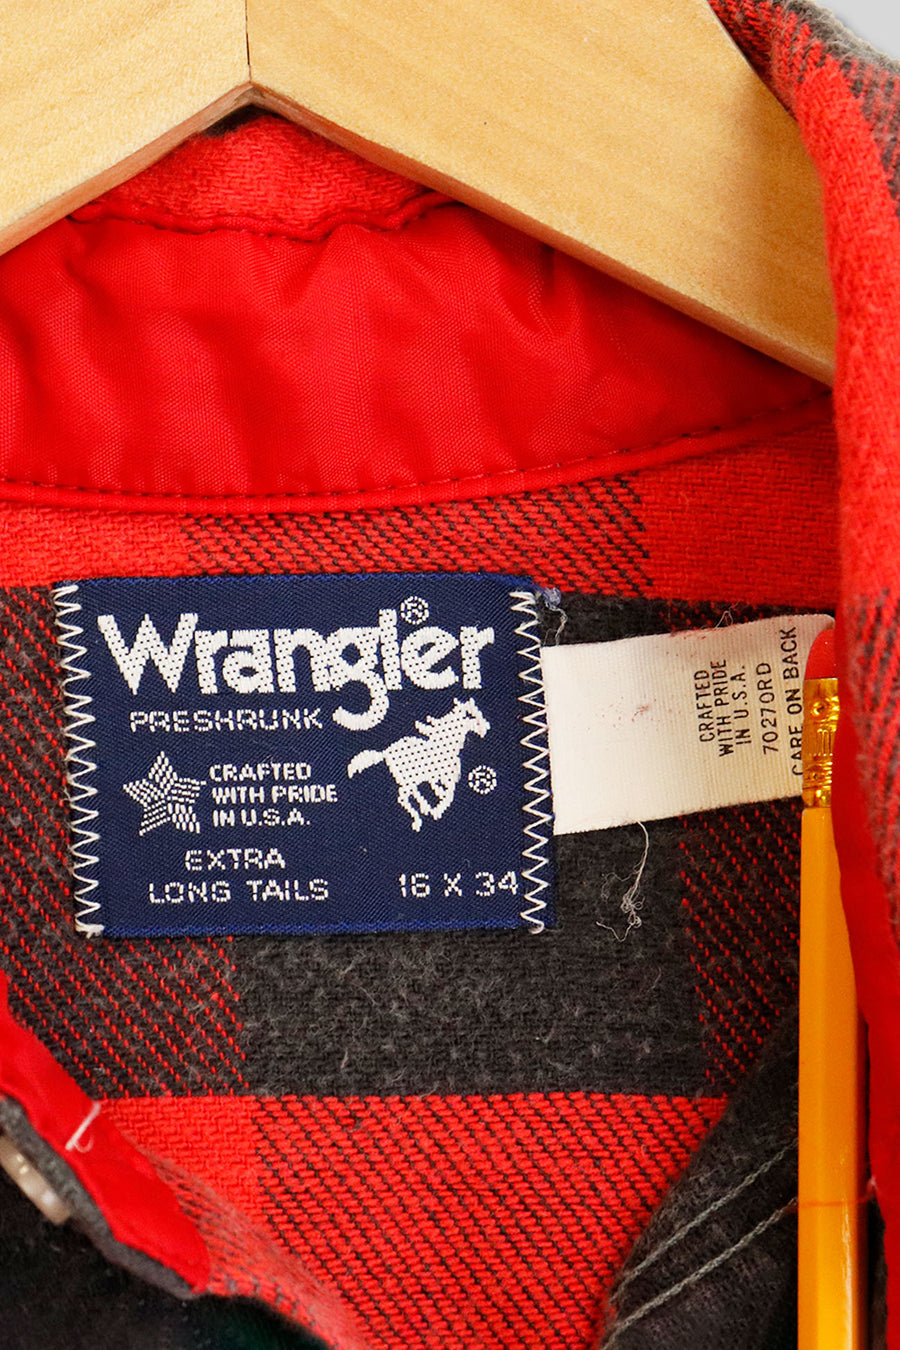 Wrangler®
PRESHRUNK
CRAFTED
WITH PRIDE
IN U.S.A.
®
EXTRA
LONG TAILS
16 X 34
CRAFTED
WITH PRIDE
IN U.S.A.
70270RD
CARE ON BACK